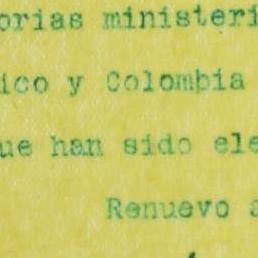 orias ministeri
ico y Colombia
ue han sido ele
Renuevo a